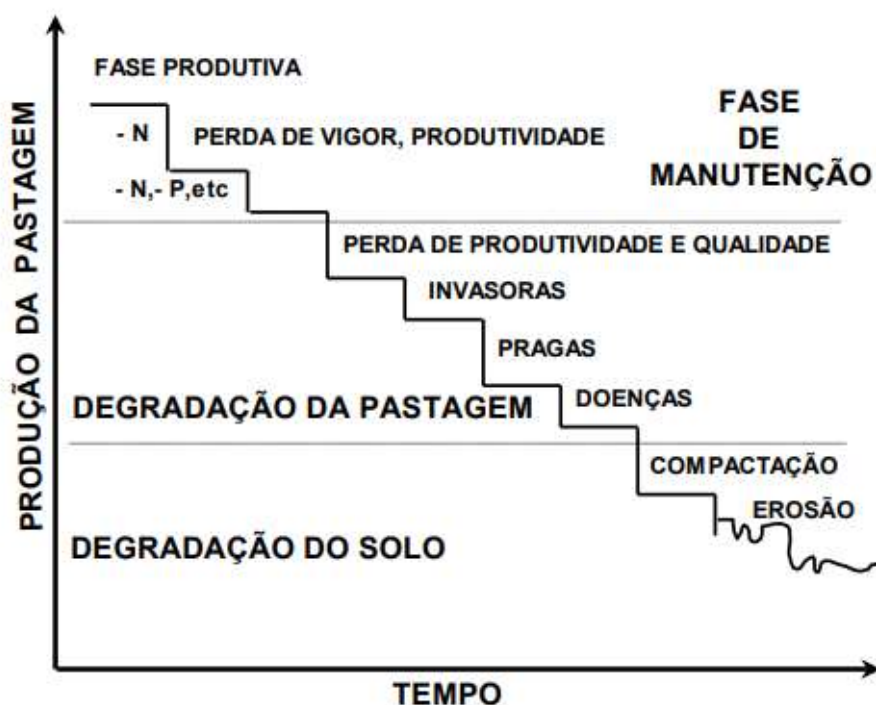 PRODUÇÃO DA PASTAGEM
FASE PRODUTIVA
FASE
DE
MANUTENÇÃO
- N
PERDA DE VIGOR, PRODUTIVIDADE
- N,- P,etc
PERDA DE PRODUTIVIDADE E QUALIDADE
INVASORAS
PRAGAS
DEGRADAÇÃO DA PASTAGEM
DOENÇAS
COMPACTAÇÃO
EROSÃO
DEGRADAÇÃO DO SOLO
TEMPO